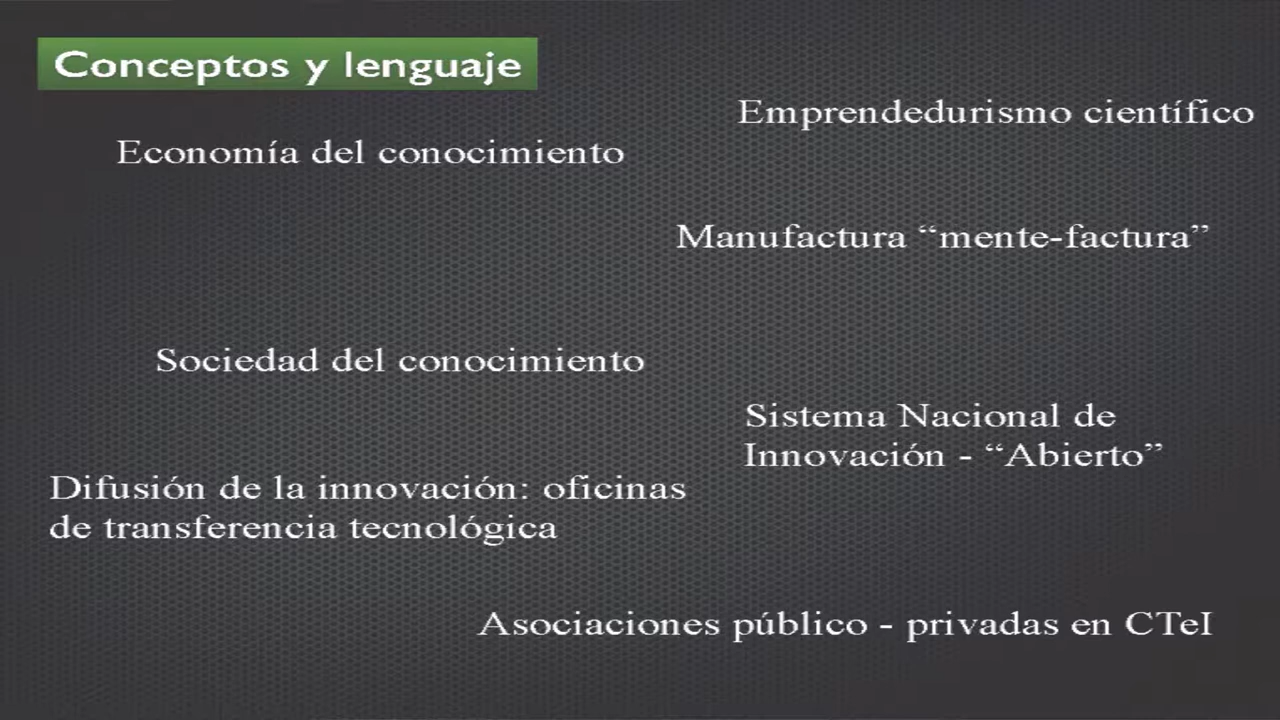 Conceptos y lenguaje
Emprendedurismo científico
Economía del conocimiento
Manufactura “mente-factura”
Sociedad del conocimiento
Sistema Nacional de
Innovación - “Abierto”
Difusión de la innovación: oficinas
de transferencia tecnológica
Asociaciones público - privadas en CTeI